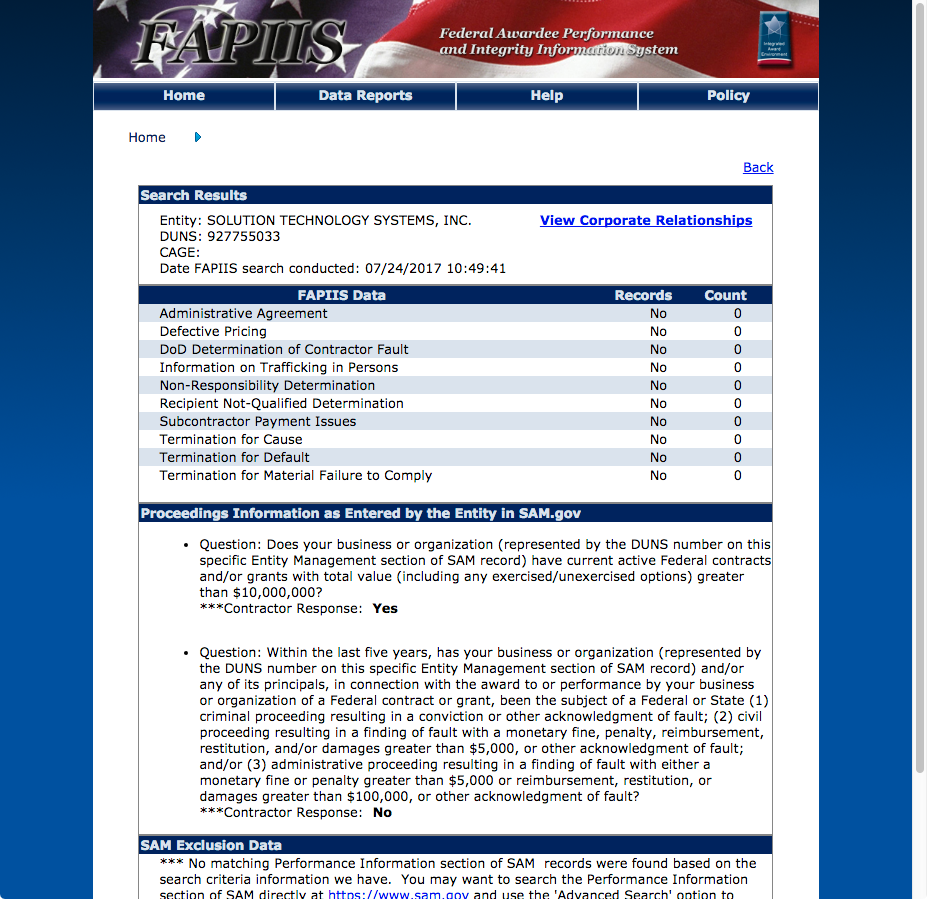 FAPIIS
Federal Awardee Performance
and Integrity Information System
Integrated
Award
Environment
Home
Data Reports
Help
Policy
Home
Back
Search Results
Entity: SOLUTION TECHNOLOGY SYSTEMS, INC.
View Corporate Relationships
DUNS: 927755033
CAGE:
Date FAPIIS search conducted: 07/24/2017 10:49:41
FAPIIS Data Records Count
Administrative Agreement No 0
Defective Pricing No 0
DoD Determination of Contractor Fault No 0
Information on Trafficking in Persons No 0
Non-Responsibility Determination No 0
Recipient Not-Qualified Determination No 0
Subcontractor Payment Issues No 0
Termination for Cause No 0
Termination for Default No 0
Termination for Material Failure to Comply No 0
Proceedings Information as Entered by the Entity in SAM.gov
• Question: Does your business or organization (represented by the DUNS number on this
specific Entity Management section of SAM record) have current active Federal contracts
and/or grants with total value (including any exercised/unexercised options) greater
than $10,000,000?
***Contractor Response: Yes
• Question: Within the last five years, has your business or organization (represented by
the DUNS number on this specific Entity Management section of SAM record) and/or
any of its principals, in connection with the award to or performance by your business
or organization of a Federal contract or grant, been the subject of a Federal or State (1)
criminal proceeding resulting in a conviction or other acknowledgment of fault; (2) civil
proceeding resulting in a finding of fault with a monetary fine, penalty, reimbursement,
restitution, and/or damages greater than $5,000, or other acknowledgment of fault;
and/or (3) administrative proceeding resulting in a finding of fault with either a
monetary fine or penalty greater than $5,000 or reimbursement, restitution, or
damages greater than $100,000, or other acknowledgment of fault?
***Contractor Response: No
SAM Exclusion Data
*** No matching Performance Information section of SAM records were found based on the
search criteria information we have. You may want to search the Performance Information
section of SAM directly at https://www.sam.gov and use the 'Advanced Search' option to